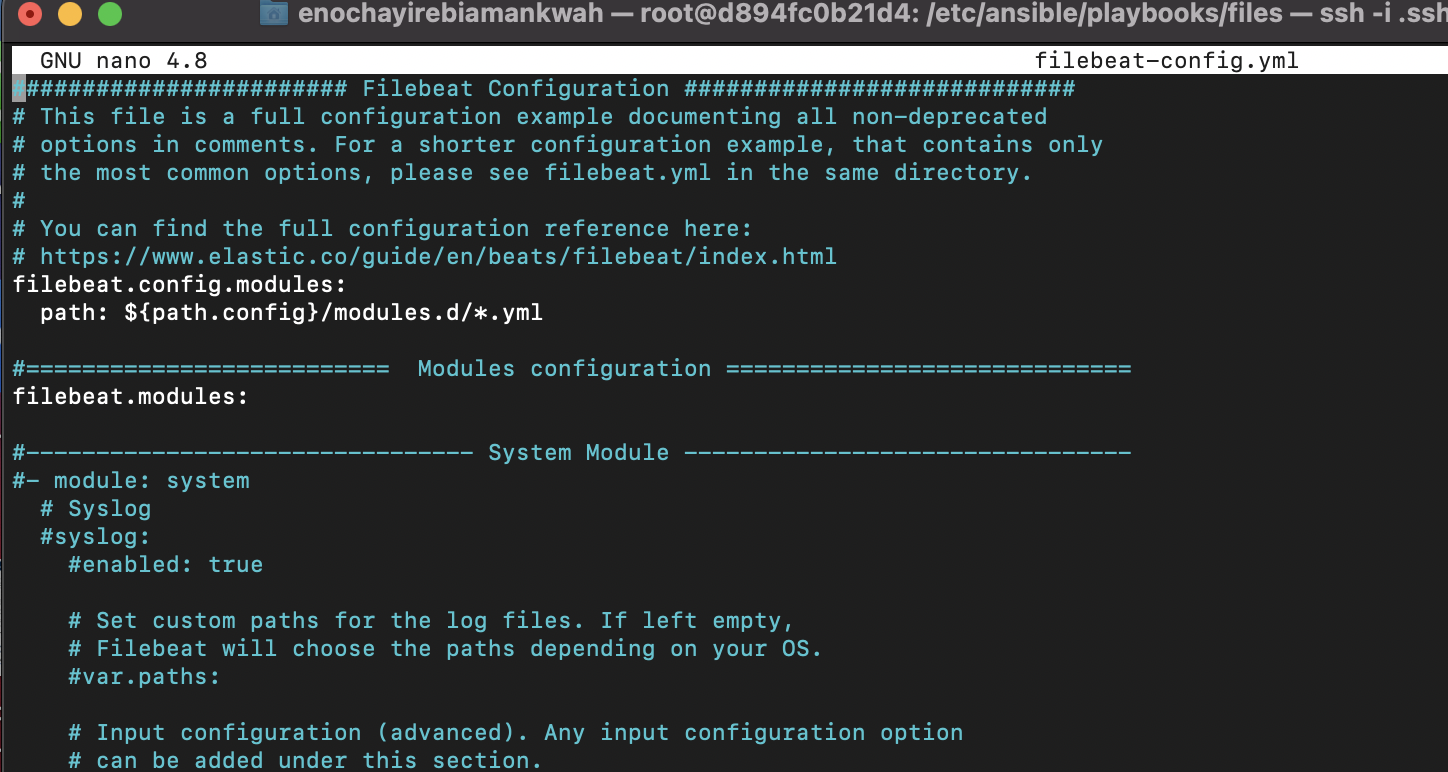 enochayirebiamankwah — root@d894fc0b21d4: /etc/ansible/playbooks/files — ssh -i .ssh
GNU nano 4.8 filebeat-config.yml
######################## Filebeat Configuration ############################
# This file is a full configuration example documenting all non-deprecated
# options in comments. For a shorter configuration example, that contains only
# the most common options, please see filebeat.yml in the same directory.
#
# You can find the full configuration reference here:
# https://www.elastic.co/guide/en/beats/filebeat/index.html
filebeat.config.modules:
  path: ${path.config}/modules.d/*.yml

#==========================  Modules configuration =============================
filebeat.modules:

#-------------------------------- System Module --------------------------------
#- module: system
  # Syslog
  #syslog:
    #enabled: true

    # Set custom paths for the log files. If left empty,
    # Filebeat will choose the paths depending on your OS.
    #var.paths:

    # Input configuration (advanced). Any input configuration option
    # can be added under this section.